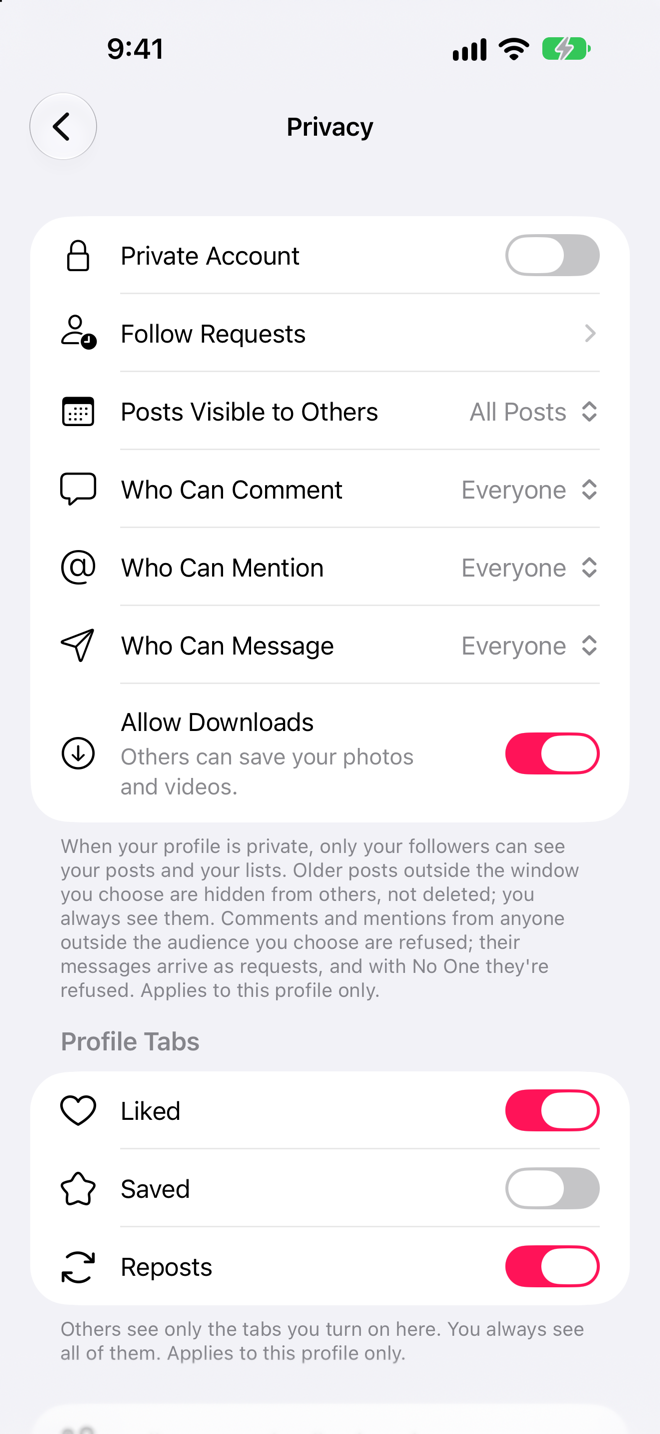 9:41
Privacy
Private Account
Follow Requests
Posts Visible to Others All Posts
Who Can Comment Everyone
@ Who Can Mention Everyone
Who Can Message Everyone
Allow Downloads
Others can save your photos
and videos.
When your profile is private, only your followers can see
your posts and your lists. Older posts outside the window
you choose are hidden from others, not deleted; you
always see them. Comments and mentions from anyone
outside the audience you choose are refused; their
messages arrive as requests, and with No One they're
refused. Applies to this profile only.
Profile Tabs
Liked
Saved
Reposts
Others see only the tabs you turn on here. You always see
all of them. Applies to this profile only.